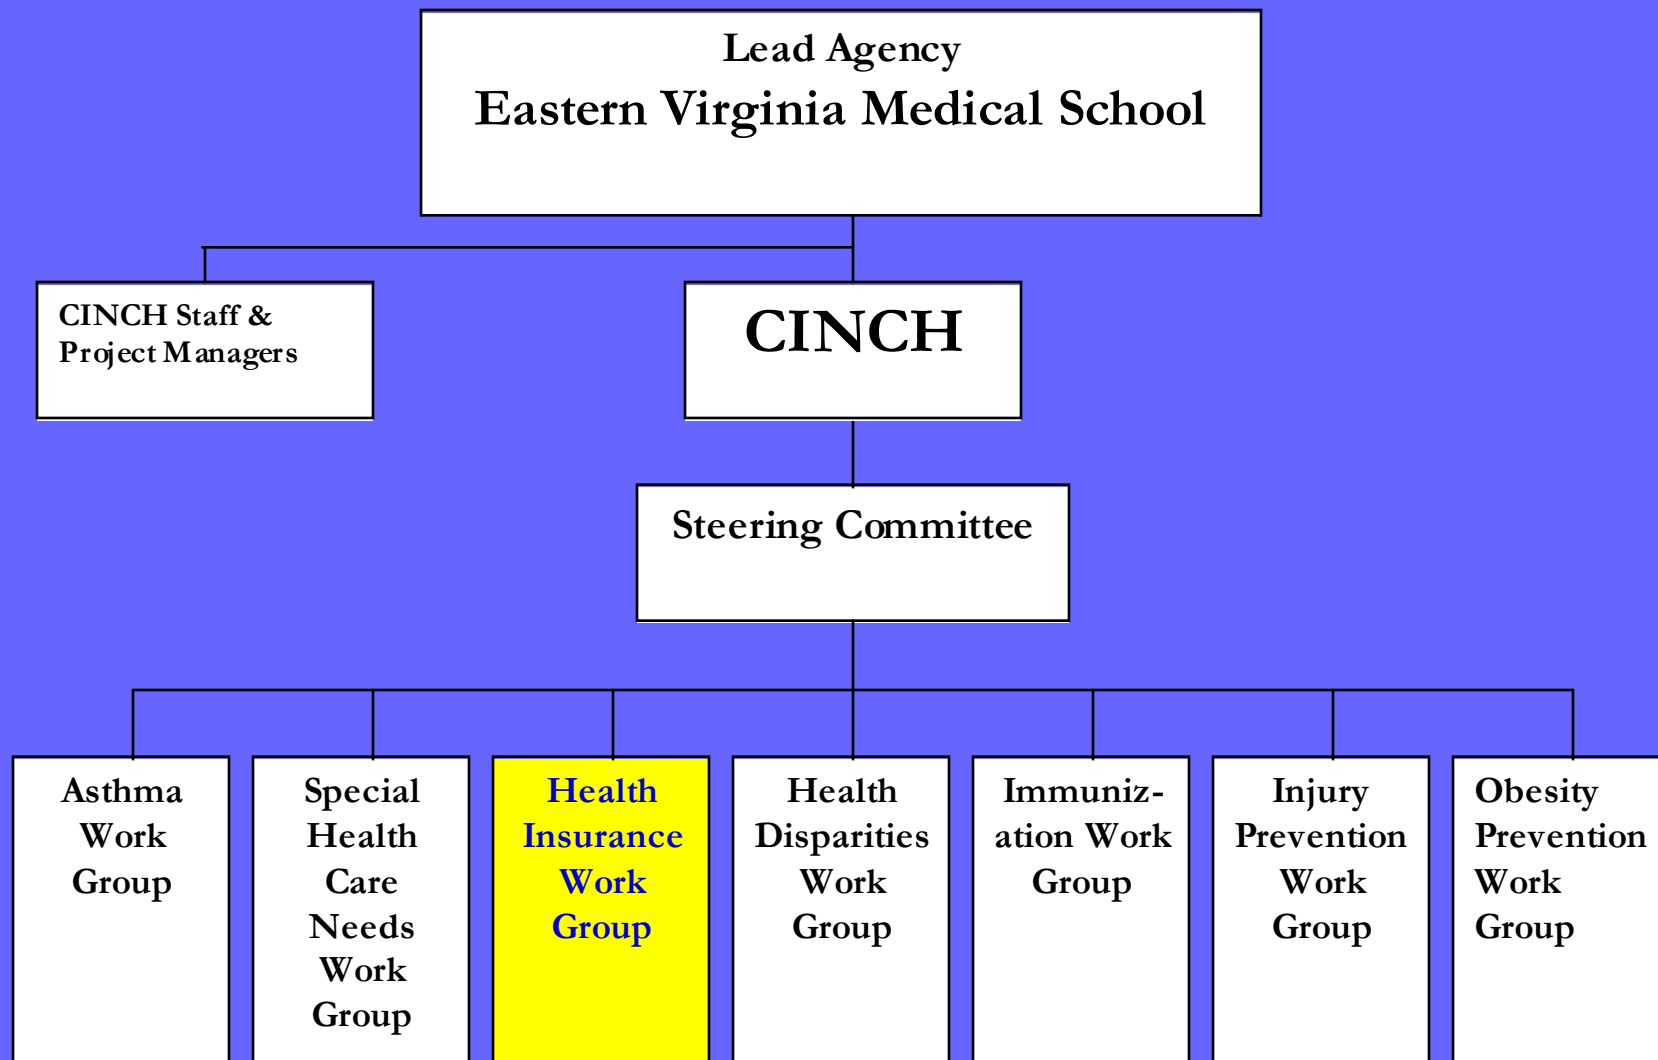 Lead Agency
Eastern Virginia Medical School
CINCH Staff &
Project Managers
CINCH
Steering Committee
Asthma
Work
Group
Special
Health
Care
Needs
Work
Group
Health
Insurance
Work
Group
Health
Disparities
Work
Group
Immuniz-
ation Work
Group
Injury
Prevention
Work
Group
Obesity
Prevention
Work
Group